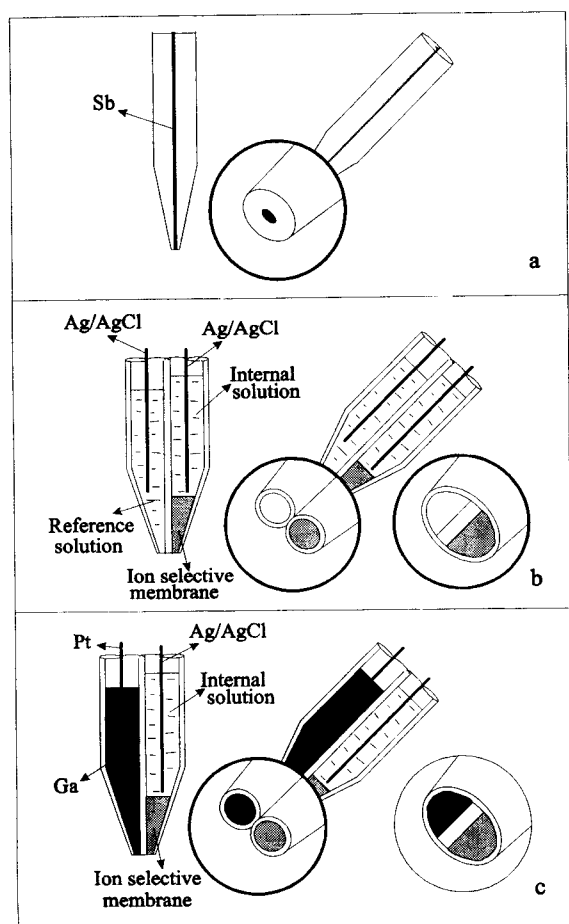 Sb
a
Ag/AgCl
Ag/AgCl
Internal
solution
Reference
solution
Ion selective
membrane
b
Pt
Ag/AgCl
Internal
solution
Ga
Ion selective
membrane
c